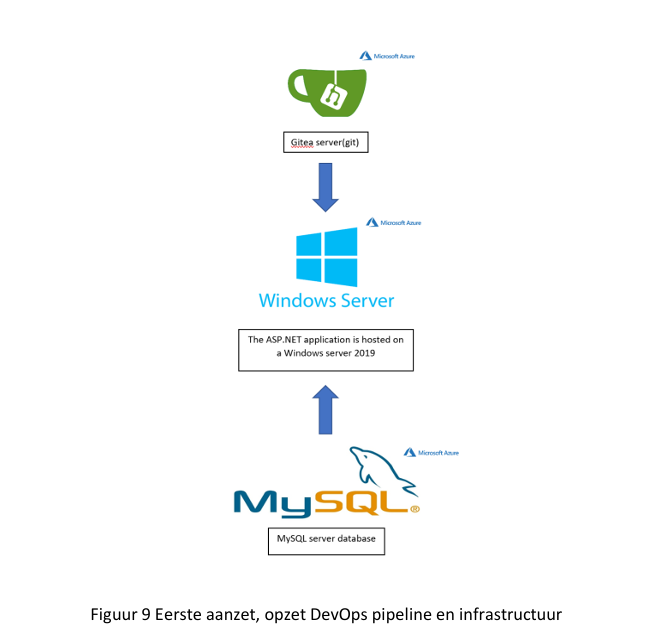 Microsoft Azure
Gitea server(git)
Microsoft Azure
Windows Server
The ASP.NET application is hosted on
a Windows server 2019
Microsoft Azure
MySQL®
MySQL server database
Figuur 9 Eerste aanzet, opzet DevOps pipeline en infrastructuur